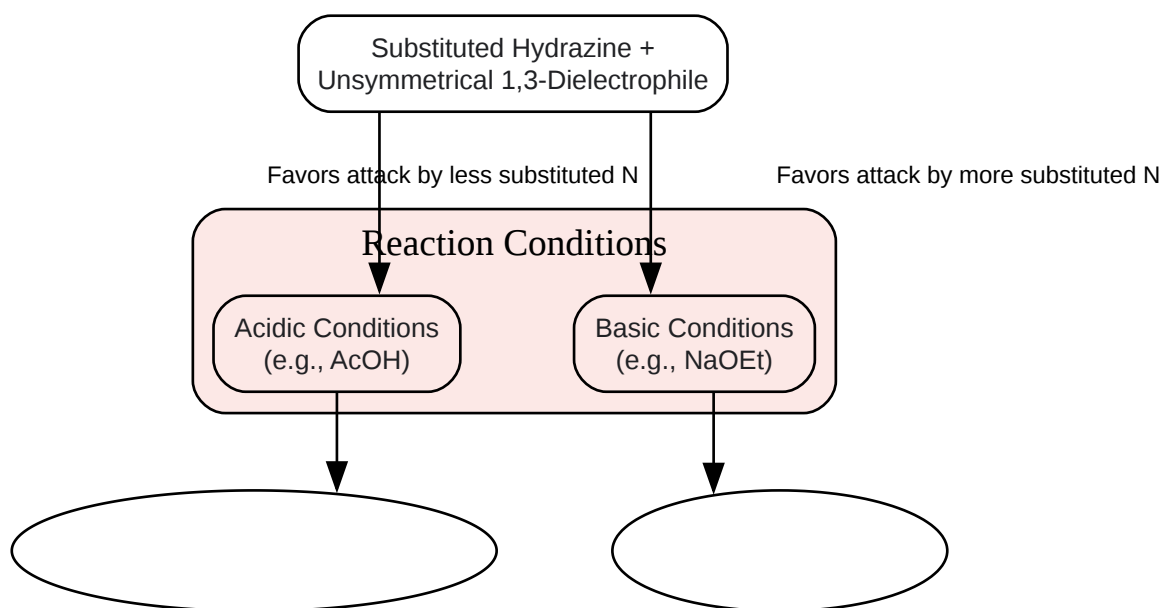 Substituted Hydrazine +
Unsymmetrical 1,3-Dielectrophile
Favors attack by less substituted N
Favors attack by more substituted N
Reaction Conditions
Acidic Conditions
(e.g., AcOH)
Basic Conditions
(e.g., NaOEt)